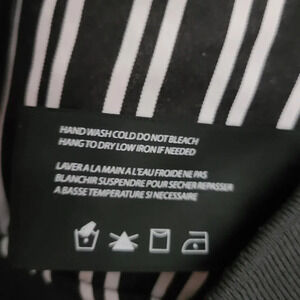 HAND WASH COLD DO NOT BLEACH
HANG TO DRY LOW IRON IF NEEDED
LAVER A LA MAIN A L'EAU FROIDE NE PAS
BLANCHIR SUSPENDRE POUR SECHER REPASSER
A BASSE TEMPERATURE SI NECESSAIRE